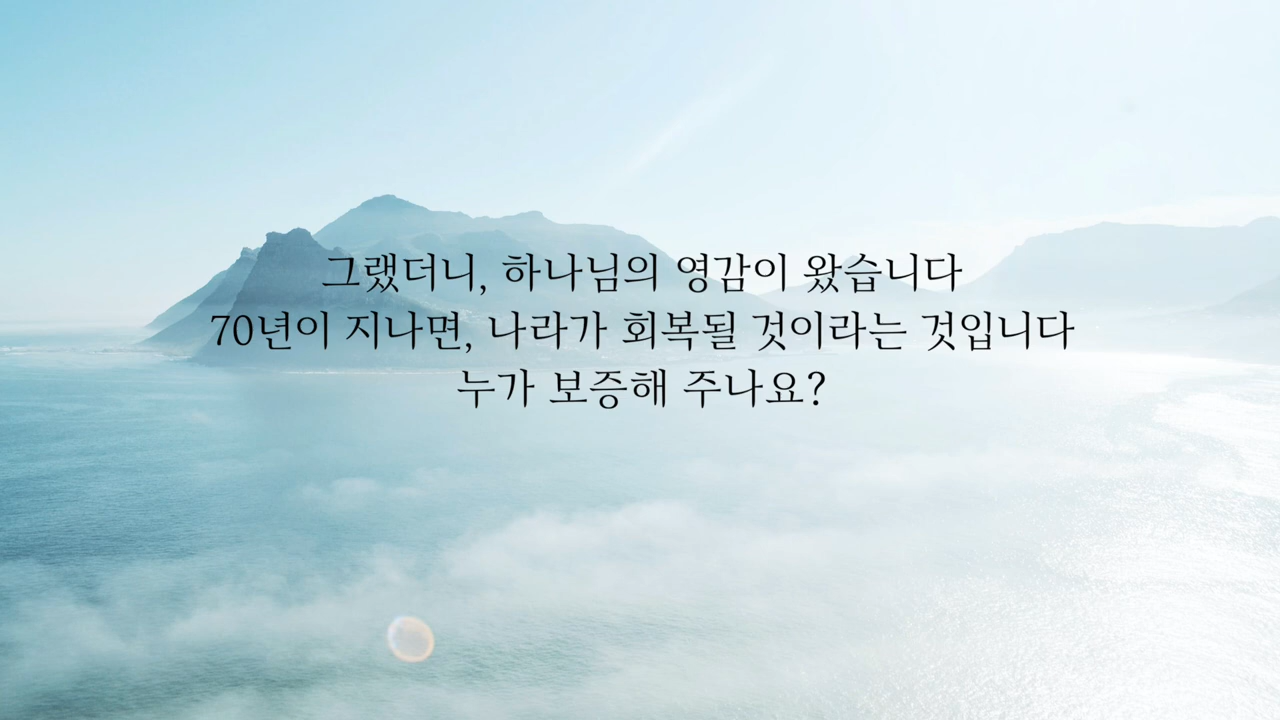 그랬더니, 하나님의 영감이 왔습니다
70년이 지나면, 나라가 회복될 것이라는 것입니다
누가 보증해 주나요?